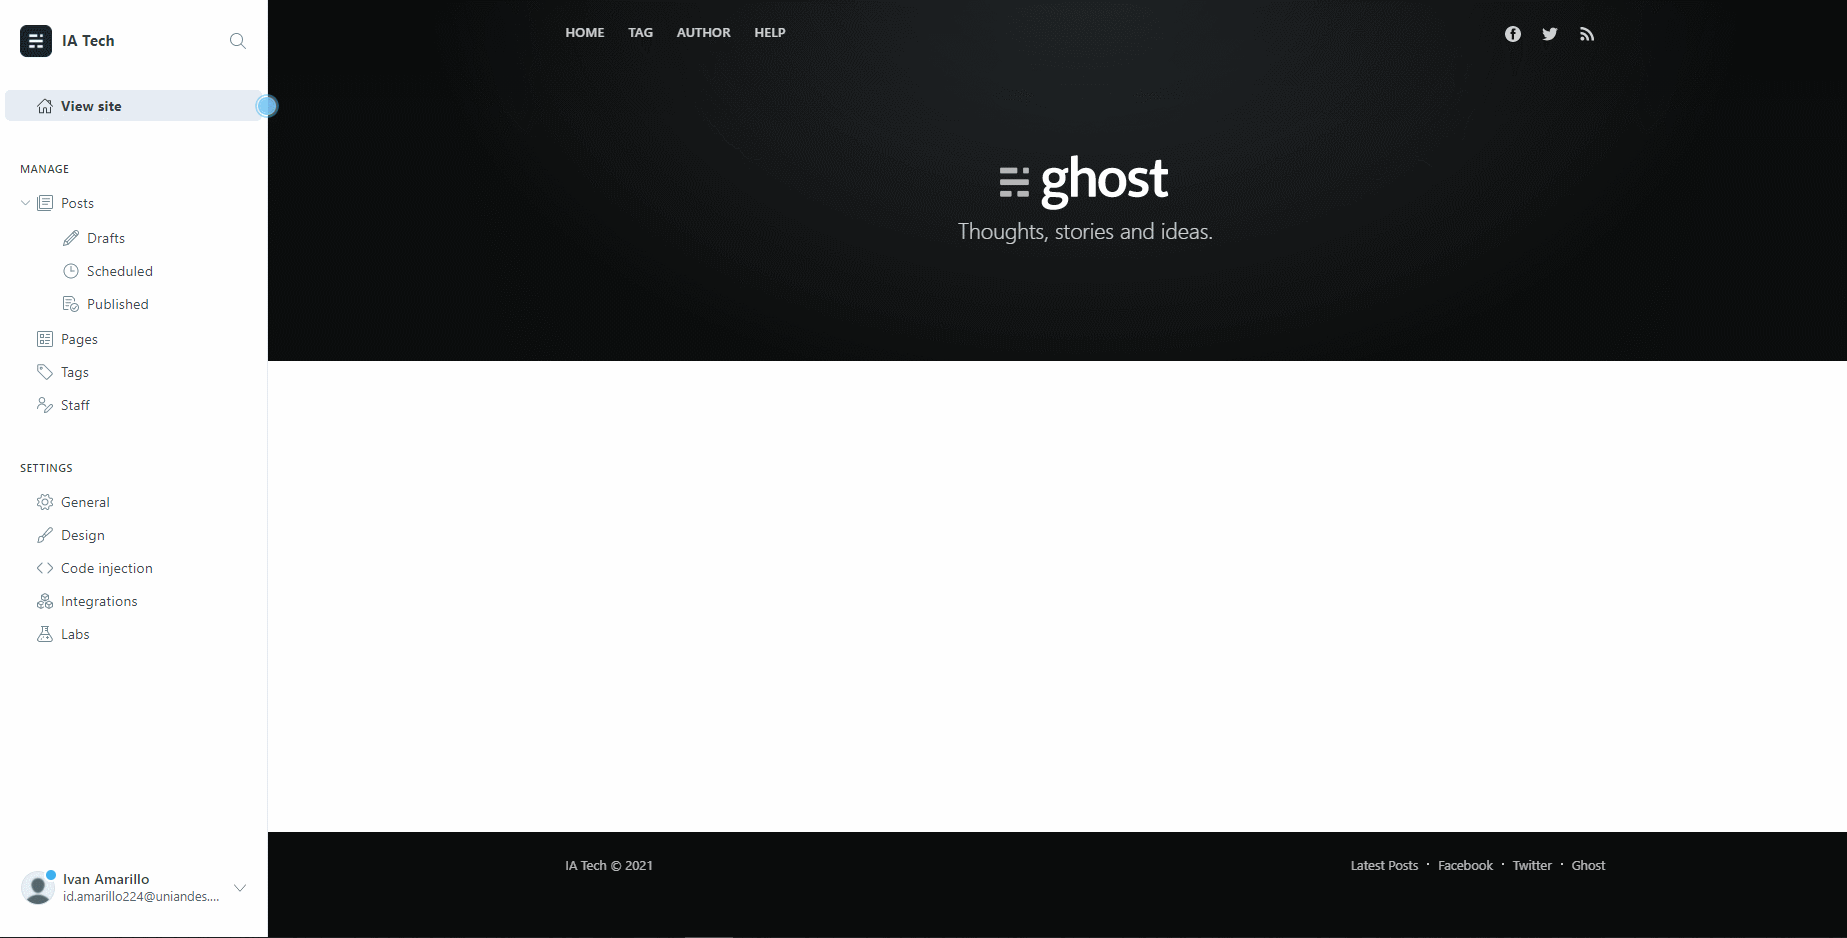 IA Tech
View site
MANAGE
Posts
Drafts
Scheduled
Published
Pages
Tags
Staff
SETTINGS
General
Design
Code injection
Integrations
Labs
Ivan Amarillo
id.amarillo224@uniandes....
HOME TAG AUTHOR HELP
ghost
Thoughts, stories and ideas.
IA Tech © 2021
Latest Posts · Facebook · Twitter · Ghost